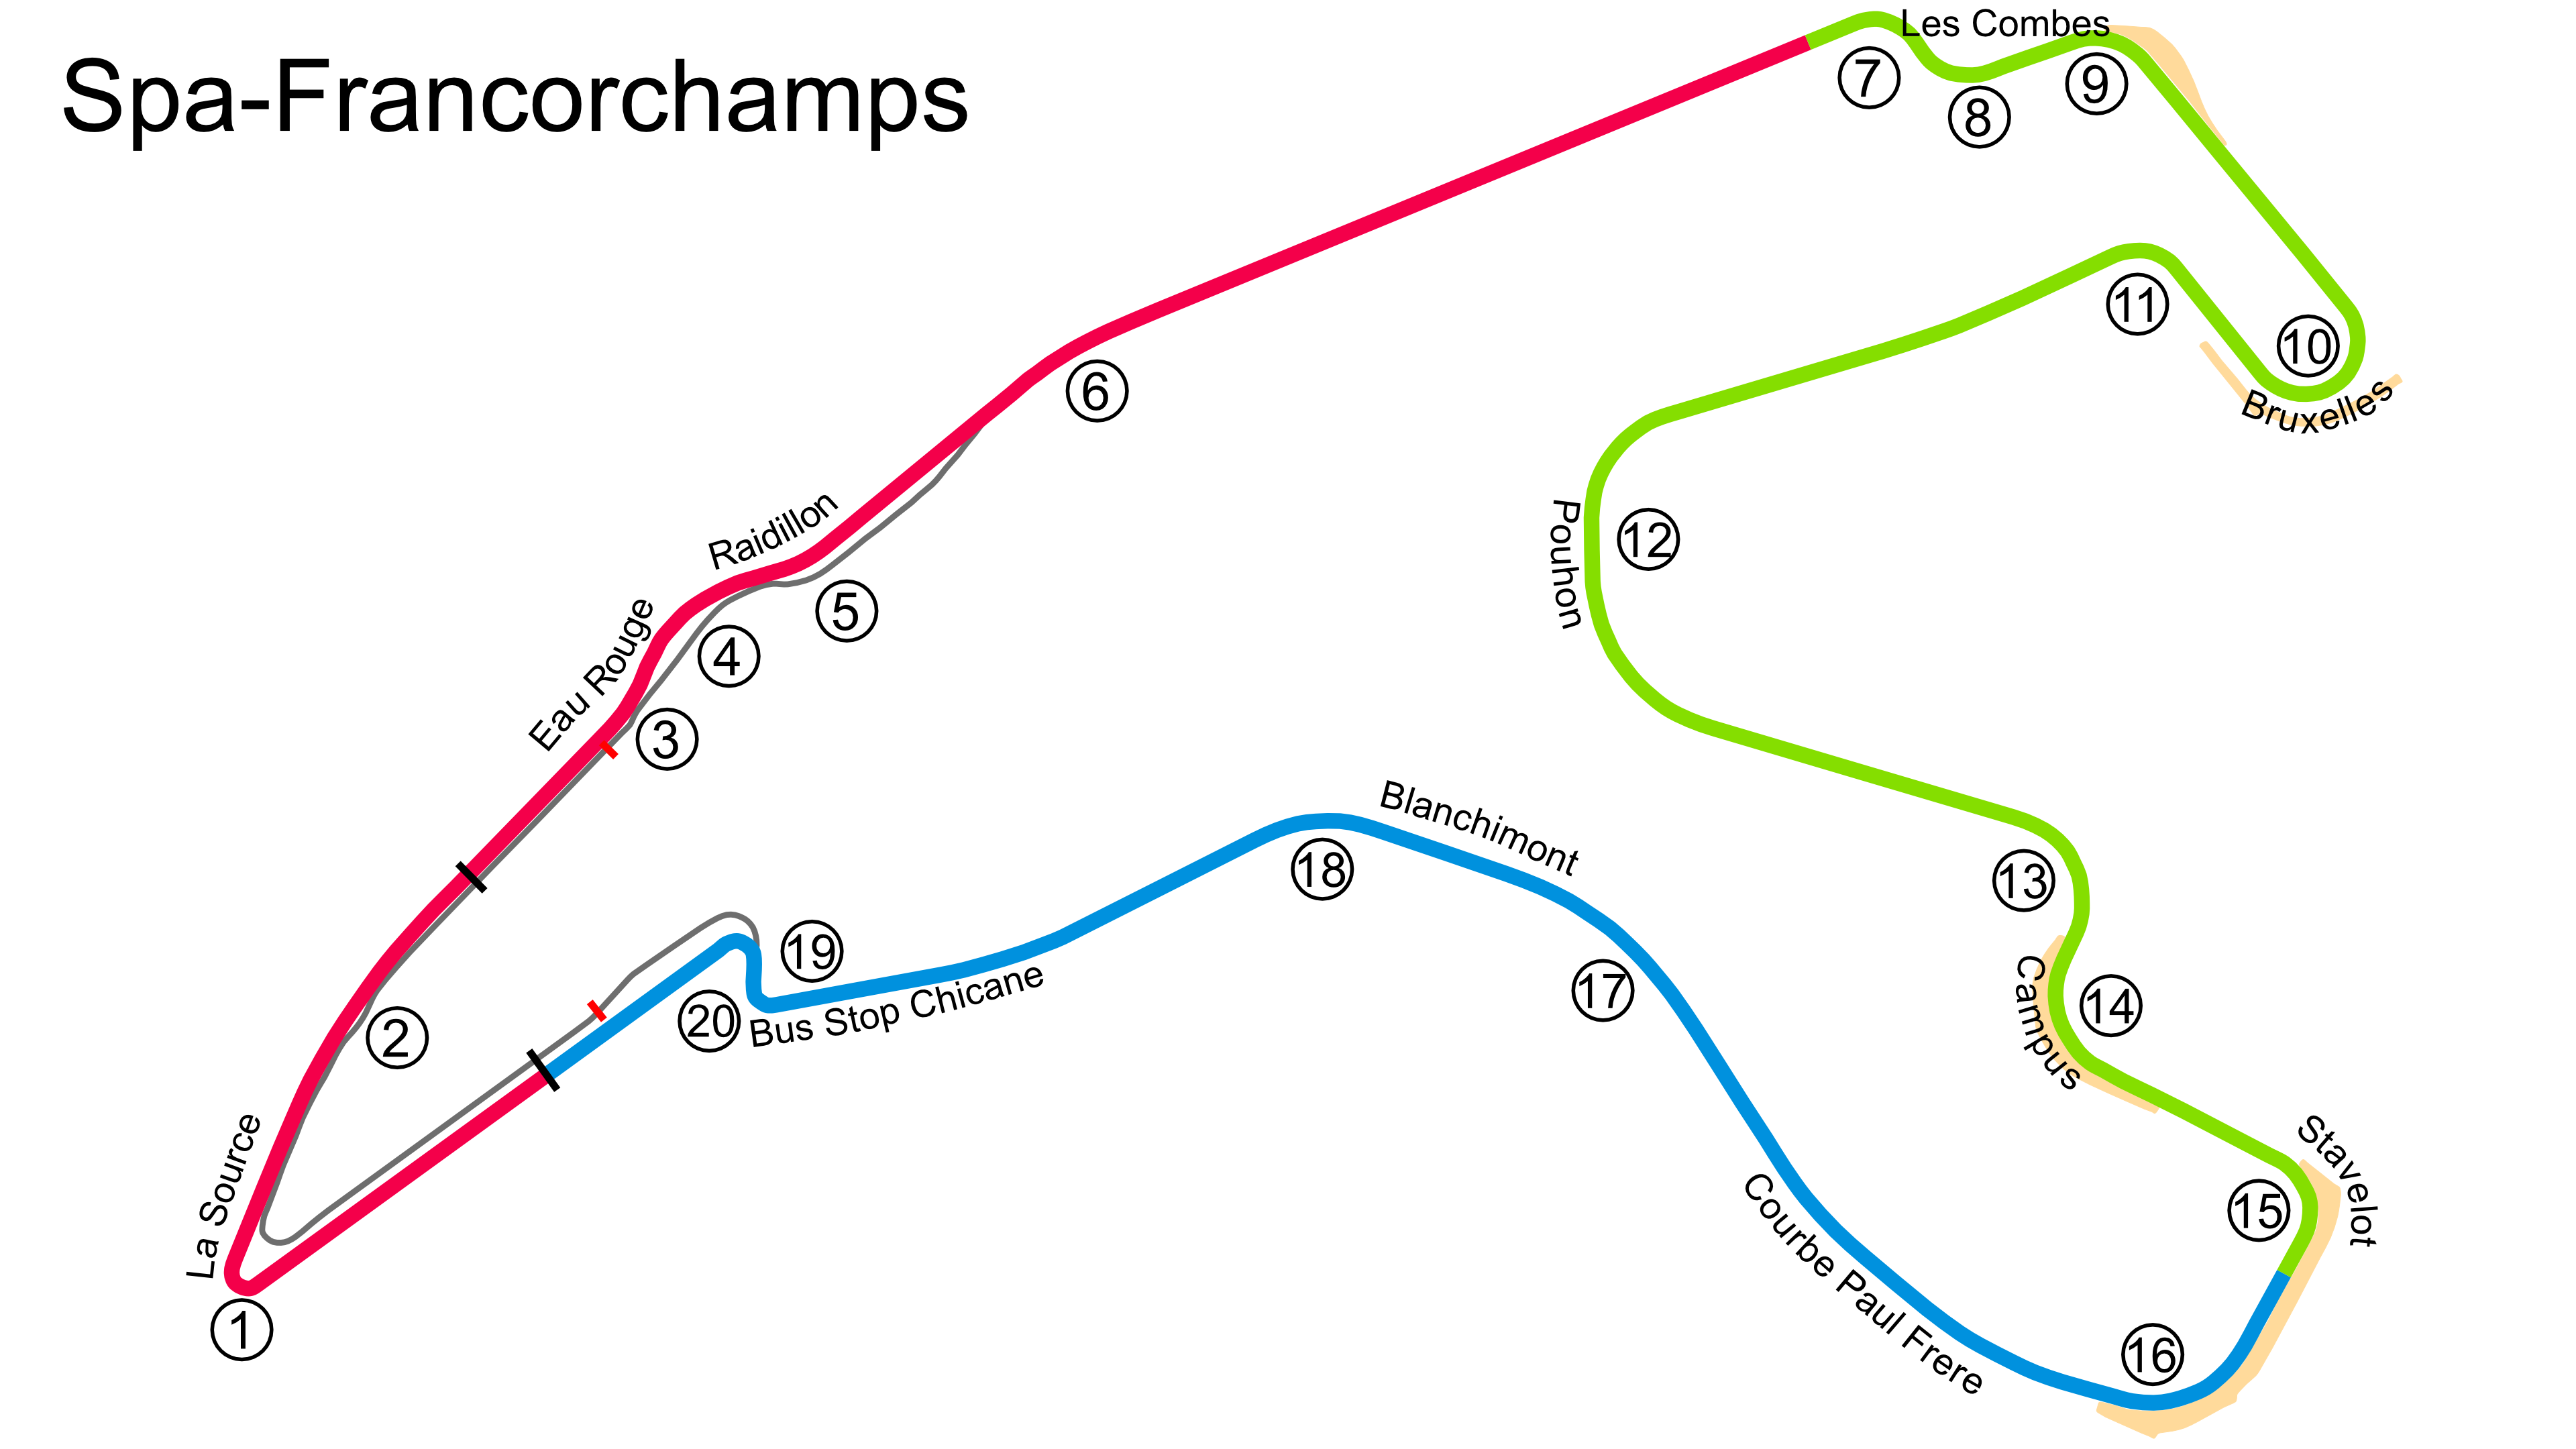 Spa-Francorchamps
Les Combes
7
8
9
10
11
Bruxelles
6
Raidillon
5
Eau Rouge
4
3
Pouhon
12
Blanchimont
18
17
13
14
Campus
19
20
Bus Stop Chicane
2
La Source
1
Stavelot
15
16
Courbe Paul Frere